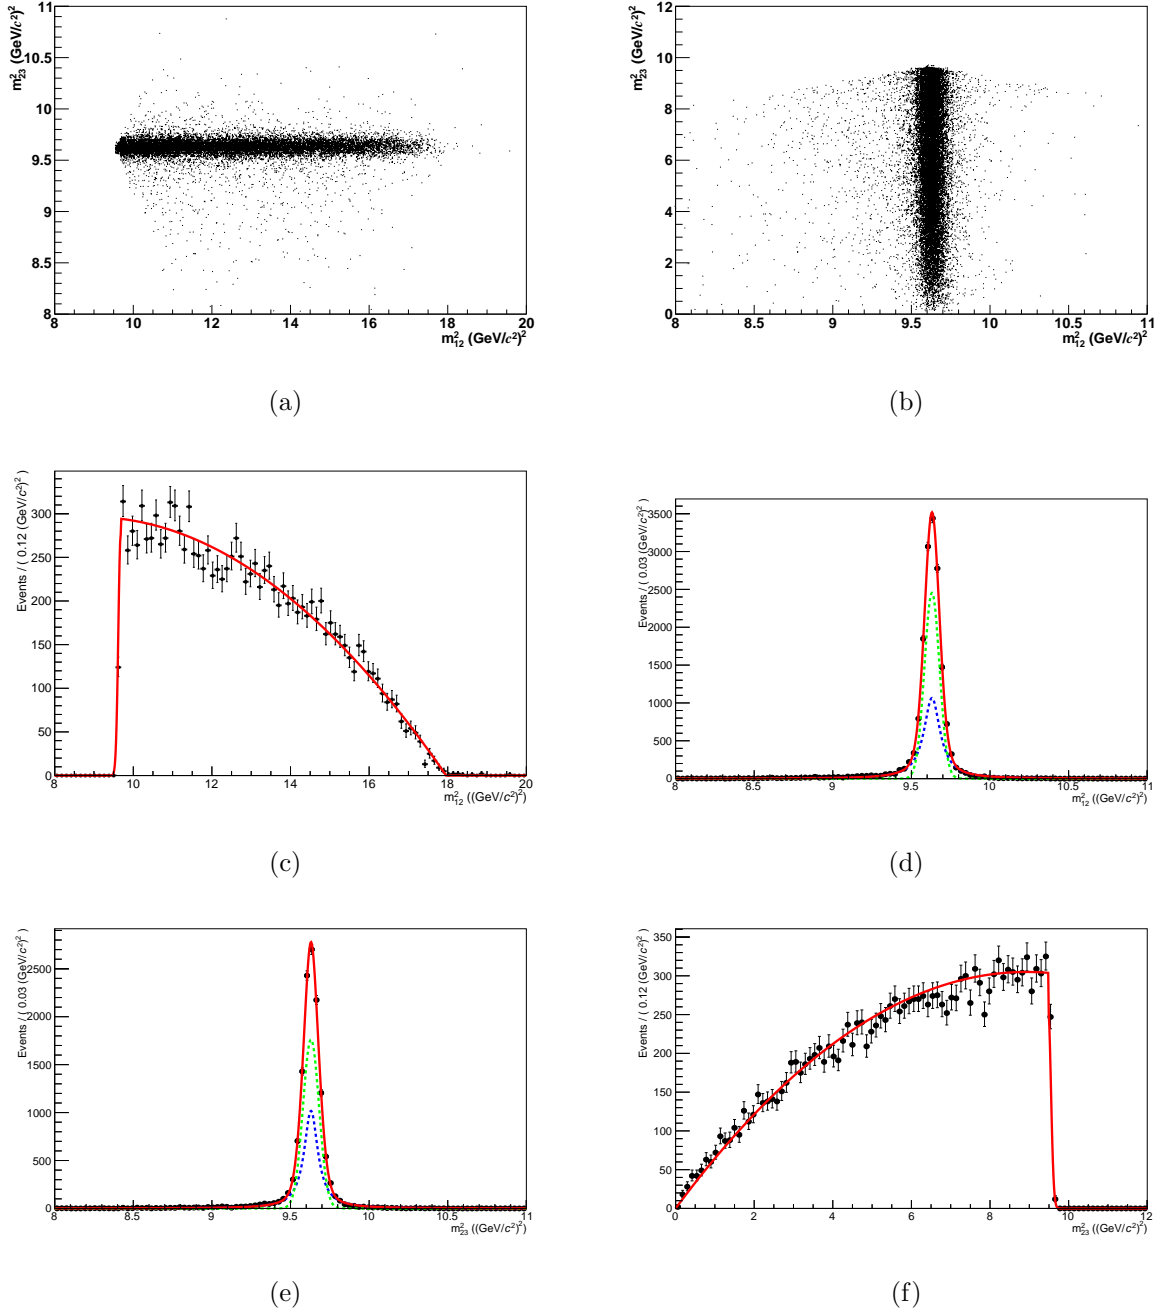 m²₂₃ (GeV/c²)²
11
10.5
10
9.5
9
8.5
8
8 10 12 14 16 18 20
m²₁₂ (GeV/c²)²
(a)
m²₂₃ (GeV/c²)²
12
10
8
6
4
2
0
8 8.5 9 9.5 10 10.5 11
m²₁₂ (GeV/c²)²
(b)
Events / ( 0.12 (GeV/c²)² )
300
250
200
150
100
50
0
8 10 12 14 16 18 20
m²₁₂ ((GeV/c²)²)
(c)
Events / ( 0.03 (GeV/c²)² )
3500
3000
2500
2000
1500
1000
500
0
8 8.5 9 9.5 10 10.5 11
m²₁₂ ((GeV/c²)²)
(d)
Events / ( 0.03 (GeV/c²)² )
2500
2000
1500
1000
500
0
8 8.5 9 9.5 10 10.5 11
m²₂₃ ((GeV/c²)²)
(e)
Events / ( 0.12 (GeV/c²)² )
350
300
250
200
150
100
50
0
0 2 4 6 8 10 12
m²₂₃ ((GeV/c²)²)
(f)